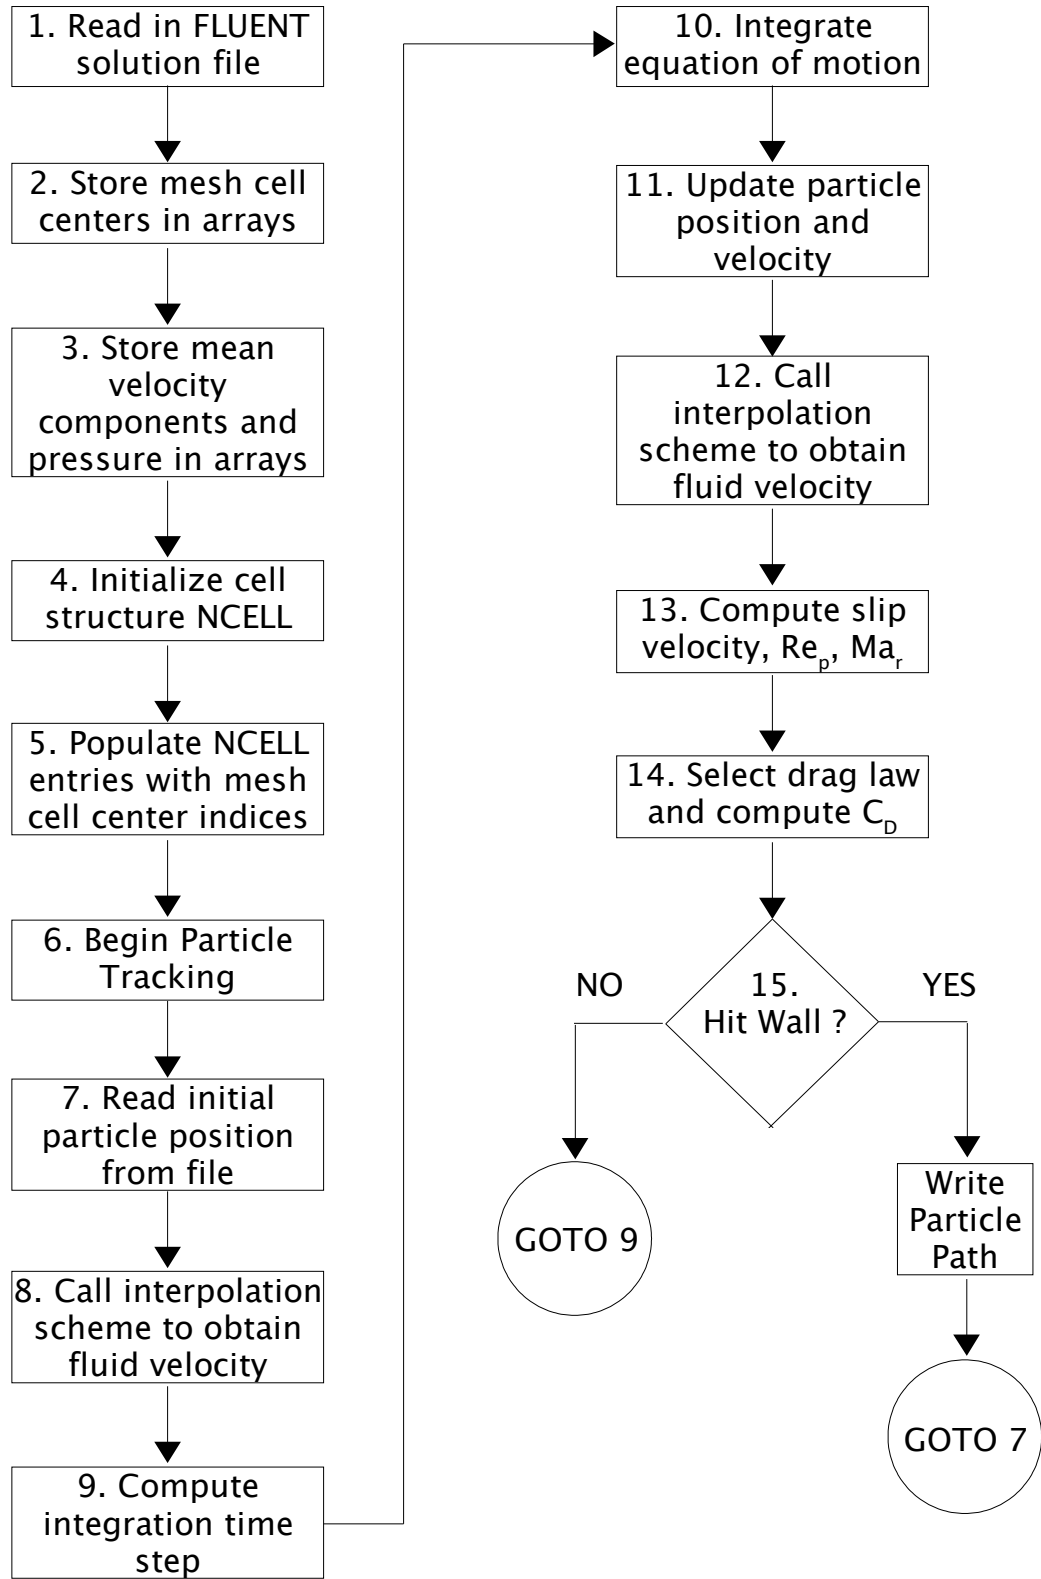 1. Read in FLUENT
solution file
2. Store mesh cell
centers in arrays
3. Store mean
velocity
components and
pressure in arrays
4. Initialize cell
structure NCELL
5. Populate NCELL
entries with mesh
cell center indices
6. Begin Particle
Tracking
7. Read initial
particle position
from file
8. Call interpolation
scheme to obtain
fluid velocity
9. Compute
integration time
step
10. Integrate
equation of motion
11. Update particle
position and
velocity
12. Call
interpolation
scheme to obtain
fluid velocity
13. Compute slip
velocity, Re_p, Ma_r
14. Select drag law
and compute C_D
15.
Hit Wall ?
NO
GOTO 9
YES
Write
Particle
Path
GOTO 7